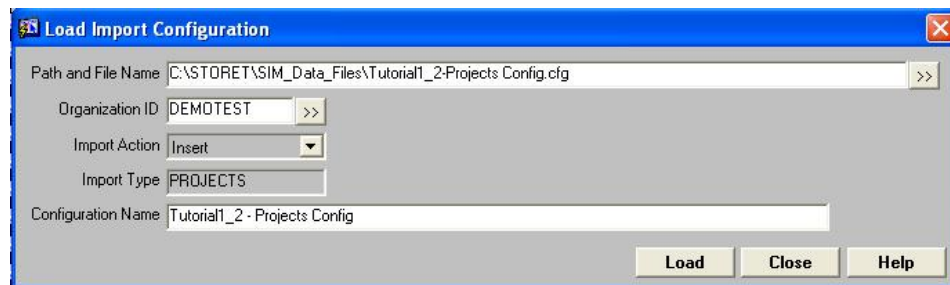 Load Import Configuration
Path and File Name C:\STORET\SIM_Data_Files\Tutorial1_2-Projects Config.cfg >>
Organization ID DEMOTEST >>
Import Action Insert
Import Type PROJECTS
Configuration Name Tutorial1_2 - Projects Config
Load Close Help